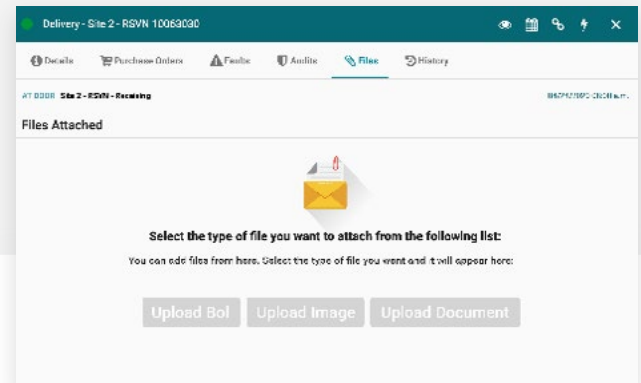 Delivery - Site 2 - RSVN 10063030
Details Purchase Orders Faults Audits Files History
AT DOOR Site 2 - RSVN - Receiving
Files Attached
Select the type of file you want to attach from the following list:
You can add files from here. Select the type of file you want and it will appear here:
Upload Bol Upload Image Upload Document